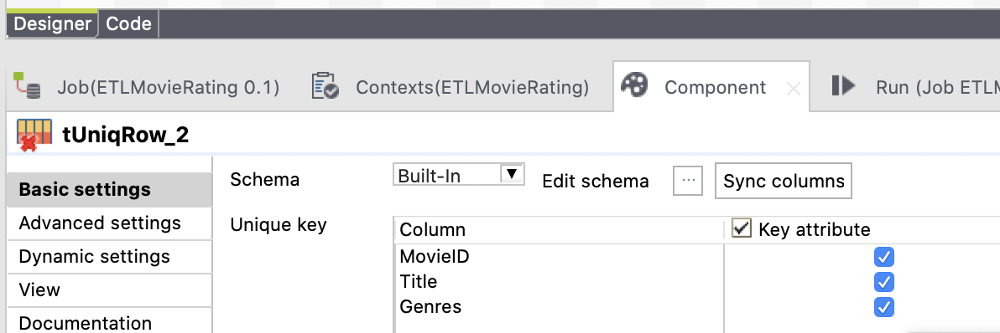 Designer Code
Job(ETLMovieRating 0.1) Contexts(ETLMovieRating) Component Run (Job ETLM
tUniqRow_2
Schema Built-In Edit schema ... Sync columns
Basic settings
Advanced settings
Dynamic settings
View
Documentation
Unique key
Column Key attribute
MovieID
Title
Genres